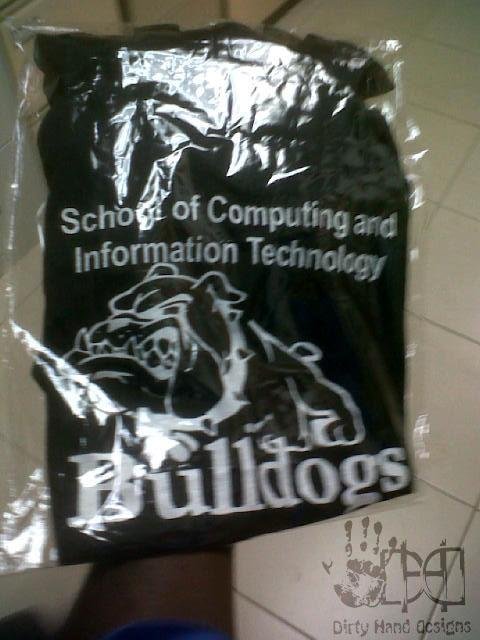 School of Computing and
Information Technology
Bulldogs
Dirty Hand designs